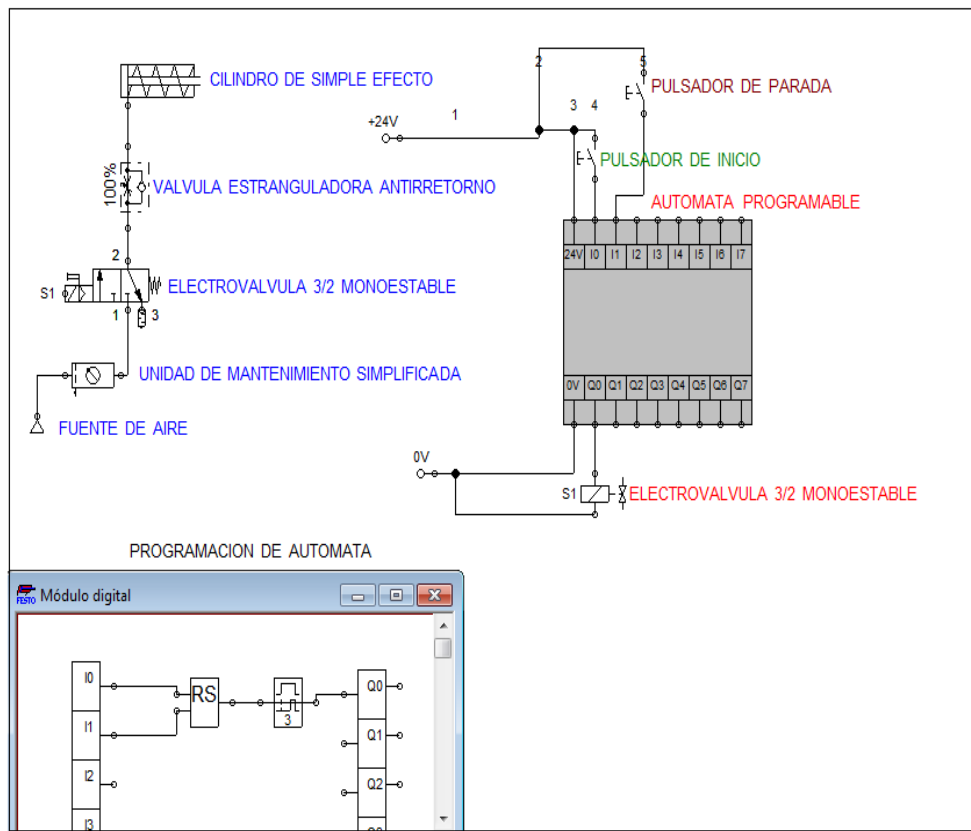 CILINDRO DE SIMPLE EFECTO
2
5
PULSADOR DE PARADA
+24V
1
3
4
PULSADOR DE INICIO
100%
VALVULA ESTRANGULADORA ANTIRRETORNO
AUTOMATA PROGRAMABLE
24V I0 I1 I2 I3 I4 I5 I6 I7
2
S1
ELECTROVALVULA 3/2 MONOESTABLE
1
3
UNIDAD DE MANTENIMIENTO SIMPLIFICADA
0V Q0 Q1 Q2 Q3 Q4 Q5 Q6 Q7
FUENTE DE AIRE
0V
S1
ELECTROVALVULA 3/2 MONOESTABLE
PROGRAMACION DE AUTOMATA
FESTO
Módulo digital
I0
RS
Q0
3
I1
Q1
I2
Q2
I3